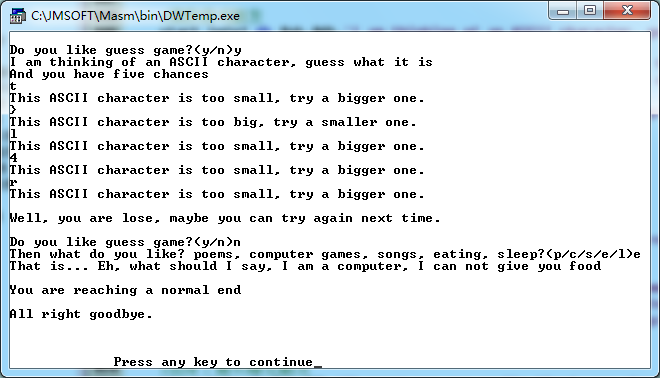 C:\JMSOFT\Masm\bin\DWTemp.exe
Do you like guess game?(y/n)y
I am thinking of an ASCII character, guess what it is
And you have five chances
t
This ASCII character is too small, try a bigger one.
}
This ASCII character is too big, try a smaller one.
l
This ASCII character is too small, try a bigger one.
4
This ASCII character is too small, try a bigger one.
r
This ASCII character is too small, try a bigger one.
Well, you are lose, maybe you can try again next time.
Do you like guess game?(y/n)n
Then what do you like? poems, computer games, songs, eating, sleep?(p/c/s/e/l)e
That is... Eh, what should I say, I am a computer, I can not give you food
You are reaching a normal end
All right goodbye.
Press any key to continue_